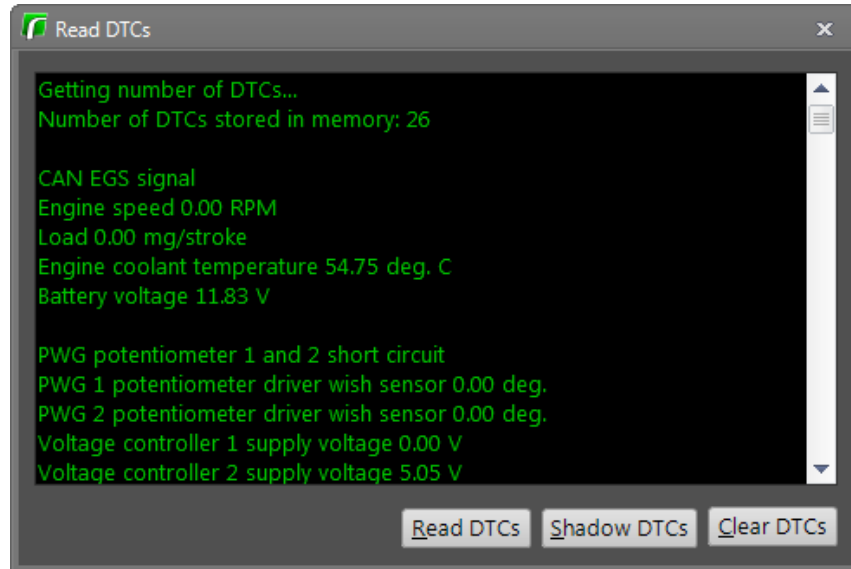 Read DTCs
Getting number of DTCs...
Number of DTCs stored in memory: 26
CAN EGS signal
Engine speed 0.00 RPM
Load 0.00 mg/stroke
Engine coolant temperature 54.75 deg. C
Battery voltage 11.83 V
PWG potentiometer 1 and 2 short circuit
PWG 1 potentiometer driver wish sensor 0.00 deg.
PWG 2 potentiometer driver wish sensor 0.00 deg.
Voltage controller 1 supply voltage 0.00 V
Voltage controller 2 supply voltage 5.05 V
Read DTCs Shadow DTCs Clear DTCs